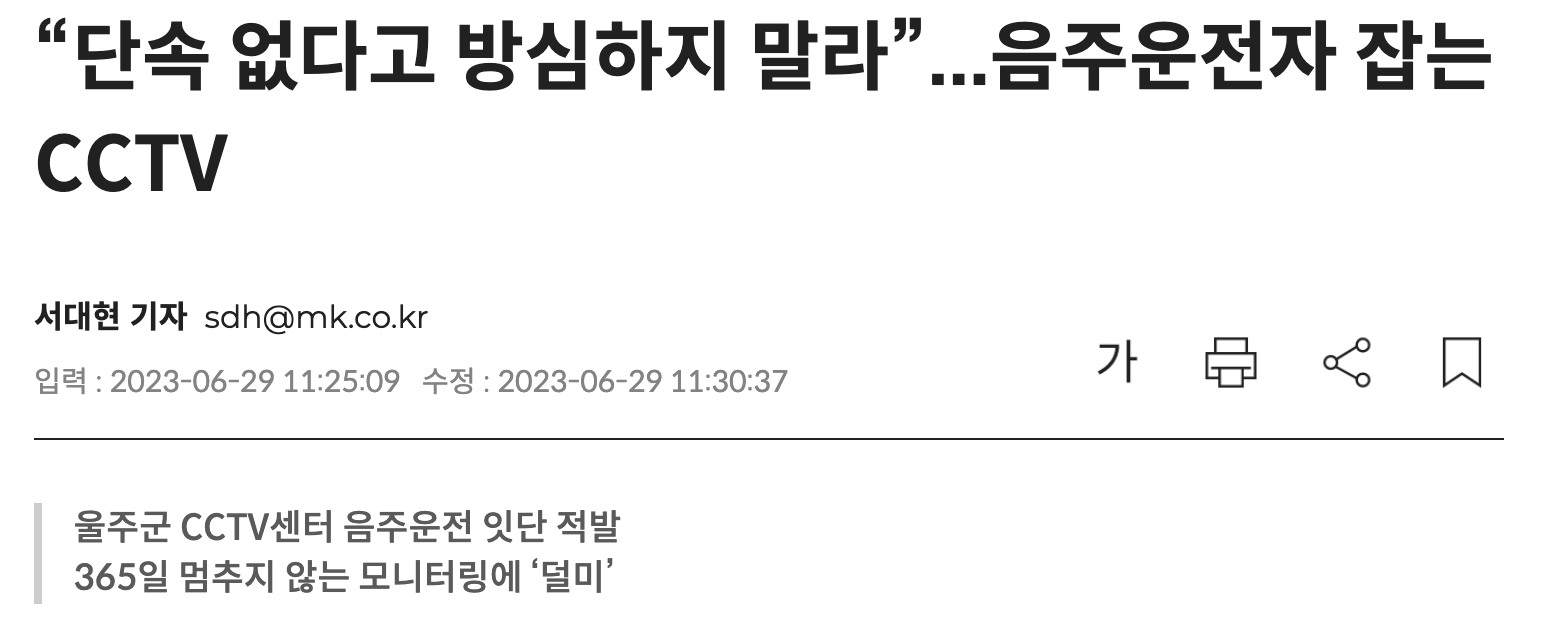 “단속 없다고 방심하지 말라”…음주운전자 잡는
CCTV
서대현 기자 sdh@mk.co.kr
입력 : 2023-06-29 11:25:09 수정 : 2023-06-29 11:30:37
가
울주군 CCTV센터 음주운전 잇단 적발
365일 멈추지 않는 모니터링에 ‘덜미’